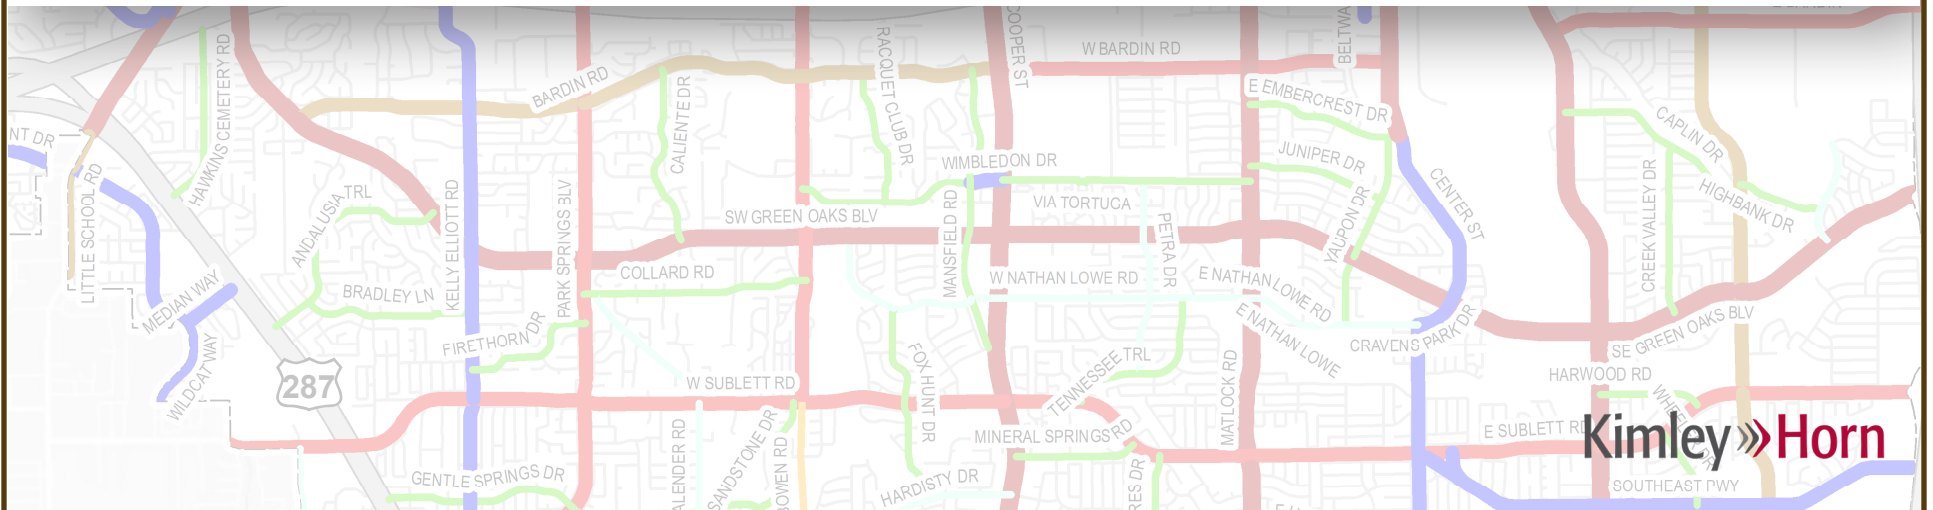 COOPER ST
BELTWA
W BARDIN RD
RACQUET CLUB DR
HAWKINS CEMETERY RD
BARDIN RD
CALIENTE DR
E EMBERCREST DR
CAPLIN DR
NT DR
WIMBLEDON DR
JUNIPER DR
LITTLE SCHOOL RD
ANDALUSIA TRL
KELLY ELLIOTT RD
PARK SPRINGS BLV
SW GREEN OAKS BLV
MANSFIELD RD
VIA TORTUGA
PETRA DR
YAUPON DR
CENTER ST
CREEK VALLEY DR
HIGHBANK DR
COLLARD RD
W NATHAN LOWE RD
E NATHAN LOWE RD
E NATHAN LOWE
MEDIAN WAY
BRADLEY LN
FIRETHORN DR
WILDCAT WAY
287
FOX HUNT DR
TENNESSEE TRL
MATLOCK RD
CRAVENS PARK DR
SE GREEN OAKS BLV
HARWOOD RD
W SUBLETT RD
MINERAL SPRINGS RD
E SUBLETT RD
Kimley»Horn
GENTLE SPRINGS DR
ALENDER RD
SANDSTONE DR
BOWEN RD
HARDISTY DR
RES DR
SOUTHEAST PWY